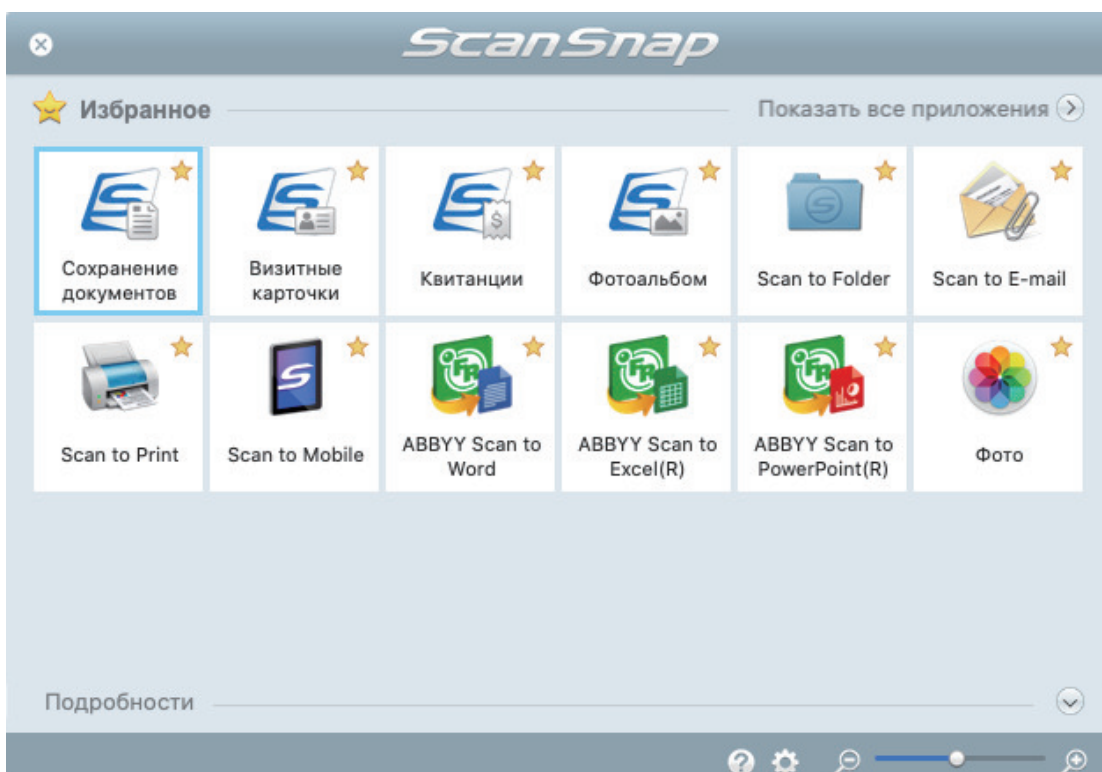 ScanSnap
Избранное
Показать все приложения
Сохранение
документов
Визитные
карточки
Квитанции
Фотоальбом
Scan to Folder
Scan to E-mail
Scan to Print
Scan to Mobile
ABBYY Scan to
Word
ABBYY Scan to
Excel(R)
ABBYY Scan to
PowerPoint(R)
Фото
Подробности